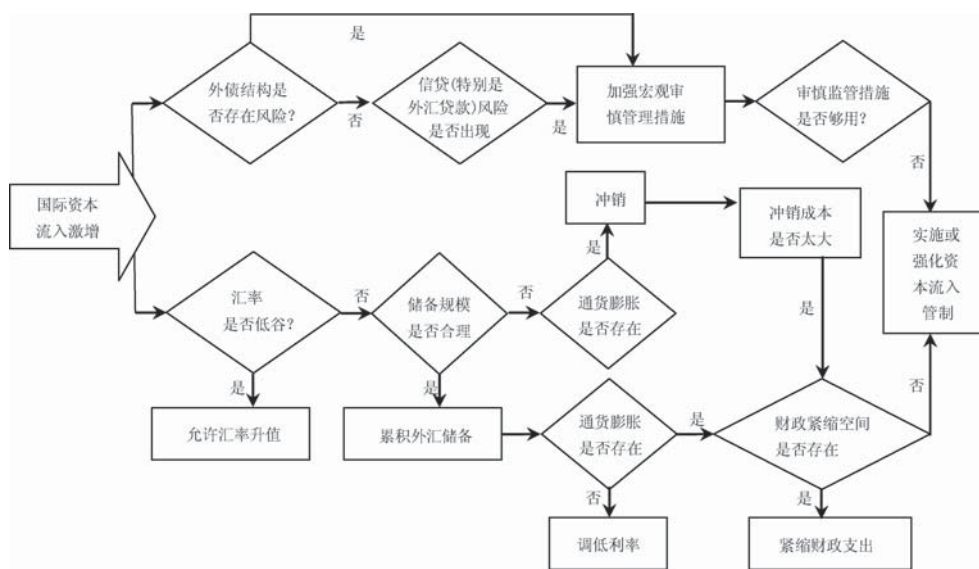 是
外债结构是
否存在风险？
否
信贷(特别是
外汇贷款)风险
是否出现
是
加强宏观审
慎管理措施
审慎监管措施
是否够用？
否
国际资本
流入激增
冲销
冲销成本
是否太大
实施或
强化资
本流入
管制
是
汇率
是否低谷？
否
储备规模
是否合理
否
通货膨胀
是否存在
是
是
是
否
允许汇率升值
累积外汇储备
通货膨胀
是否存在
是
财政紧缩空间
是否存在
否
是
调低利率
紧缩财政支出